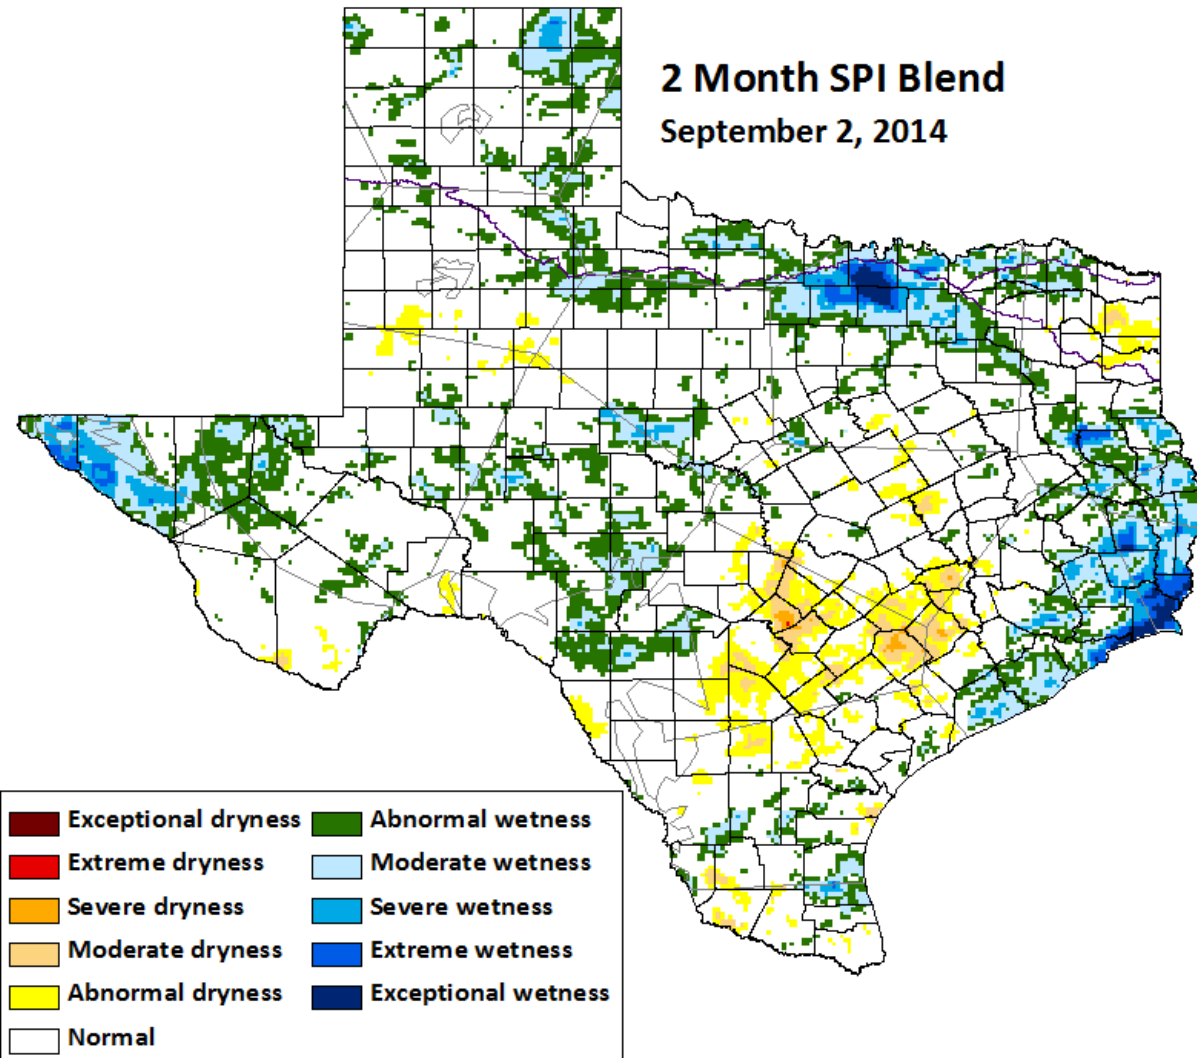 2 Month SPI Blend
September 2, 2014
Exceptional dryness
Abnormal wetness
Extreme dryness
Moderate wetness
Severe dryness
Severe wetness
Moderate dryness
Extreme wetness
Abnormal dryness
Exceptional wetness
Normal